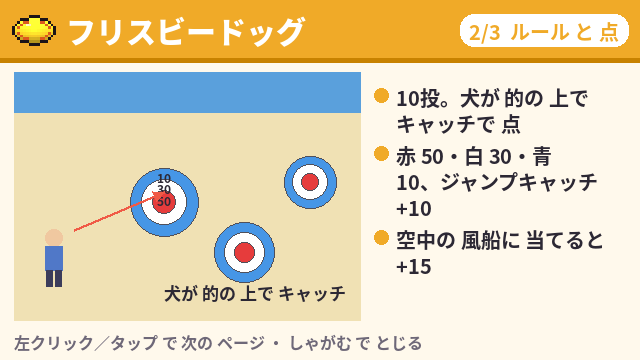 フリスビードッグ
2/3 ルール と 点
10
30
50
犬が 的の 上で キャッチ
10投。犬が 的の 上で
キャッチで 点
赤 50・白 30・青
10、ジャンプキャッチ
+10
空中の 風船に 当てると
+15
左クリック／タップ で 次の ページ ・ しゃがむ で とじる